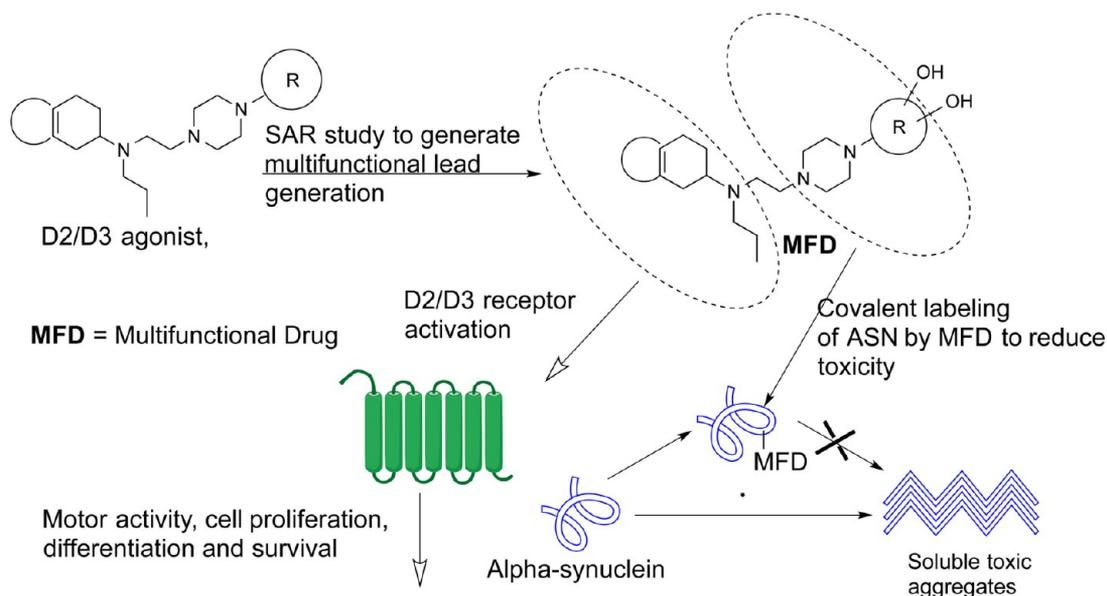 R
N
N
N
SAR study to generate
multifunctional lead
generation
D2/D3 agonist,
OH
OH
R
N
N
N
MFD
D2/D3 receptor
activation
MFD = Multifunctional Drug
Covalent labeling
of ASN by MFD to reduce
toxicity
MFD
Motor activity, cell proliferation,
differentiation and survival
Alpha-synuclein
Soluble toxic
aggregates